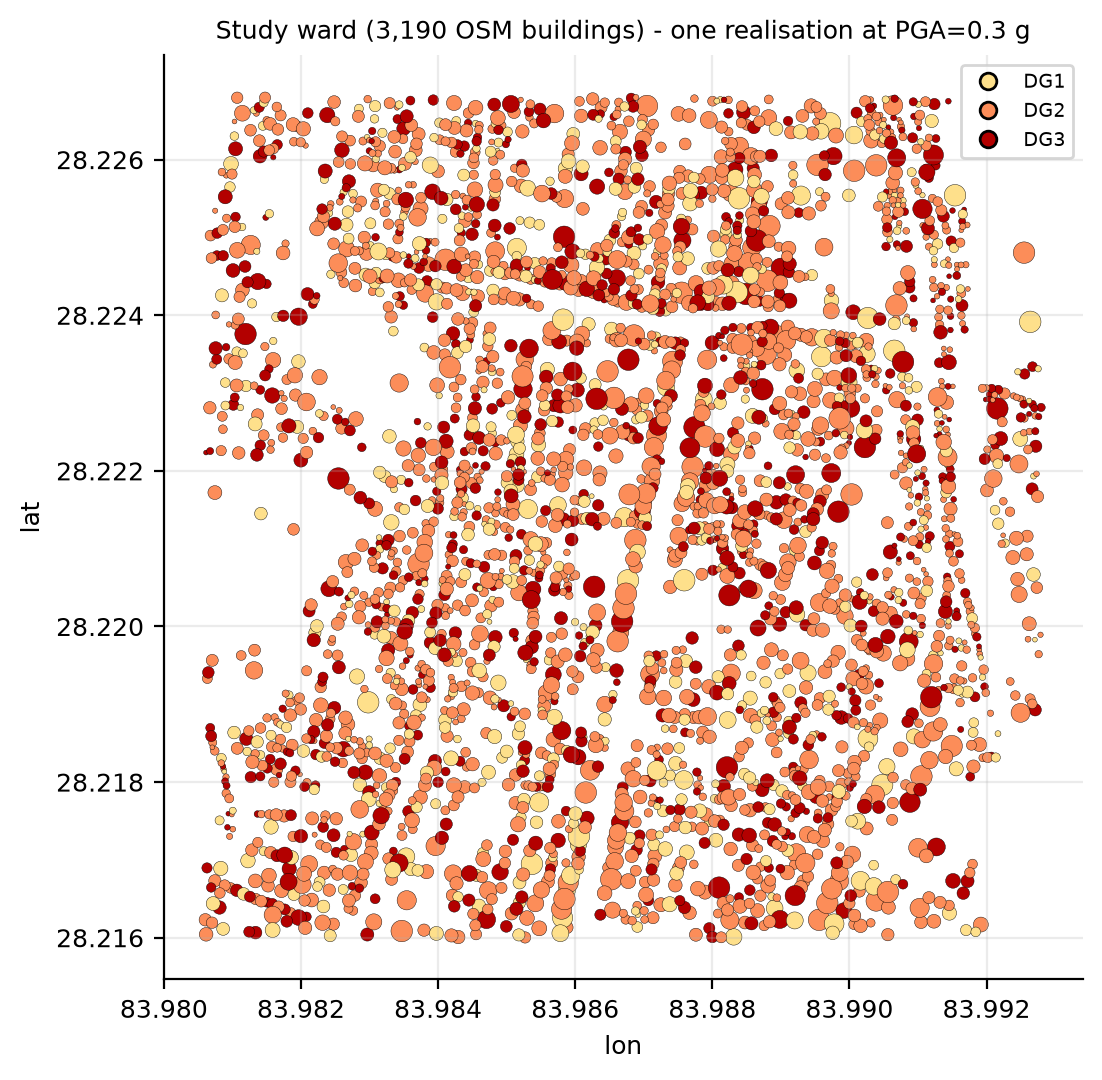 Study ward (3,190 OSM buildings) - one realisation at PGA=0.3 g
DG1
DG2
DG3
28.226
28.224
28.222
28.220
28.218
28.216
lat
83.980 83.982 83.984 83.986 83.988 83.990 83.992
lon